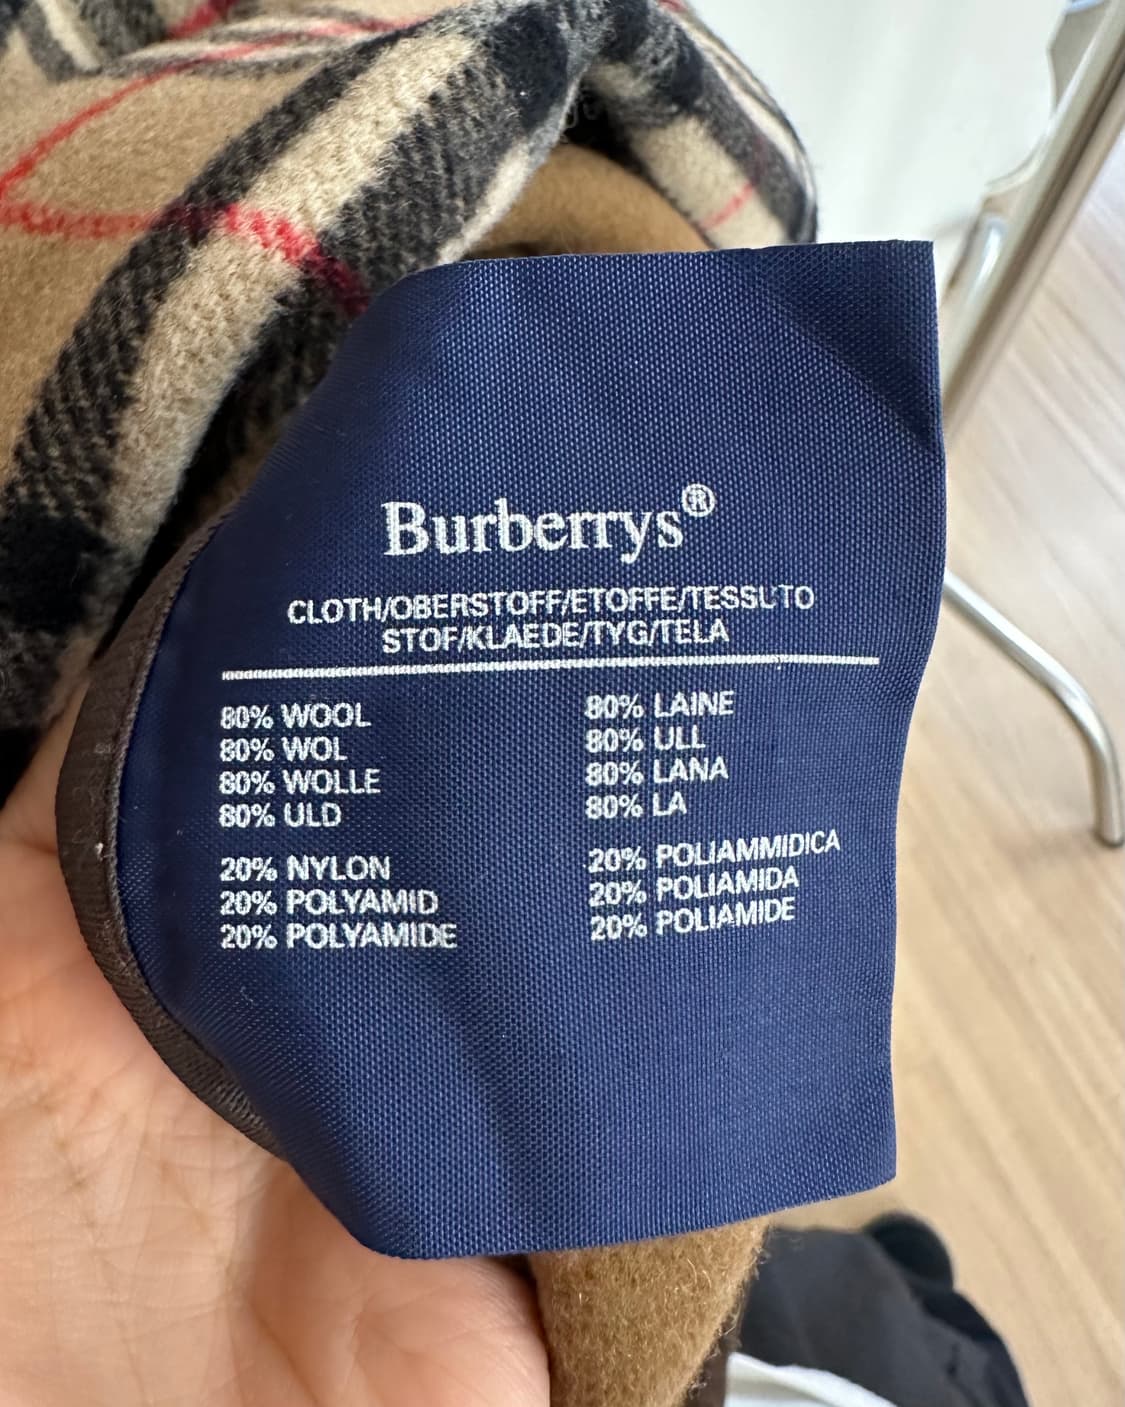 Burberrys®
CLOTH/OBERSTOFF/ETOFFE/TESSUTO
STOF/KLAEDE/TYG/TELA
80% WOOL
80% WOL
80% WOLLE
80% ULD
20% NYLON
20% POLYAMID
20% POLYAMIDE
80% LAINE
80% ULL
80% LANA
80% LA
20% POLIAMMIDICA
20% POLIAMIDA
20% POLIAMIDE